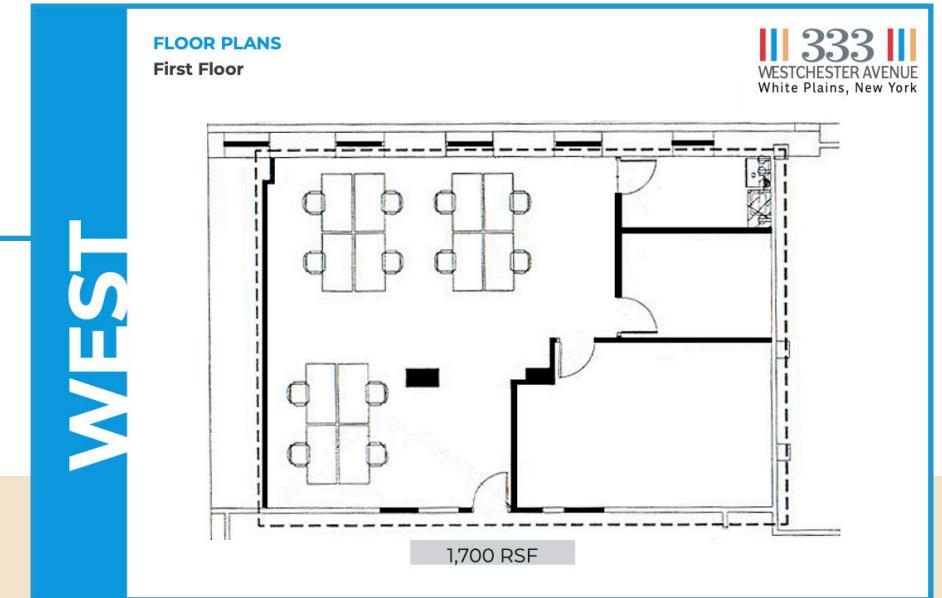 FLOOR PLANS
First Floor
333
WESTCHESTER AVENUE
White Plains, New York
WEST
1,700 RSF